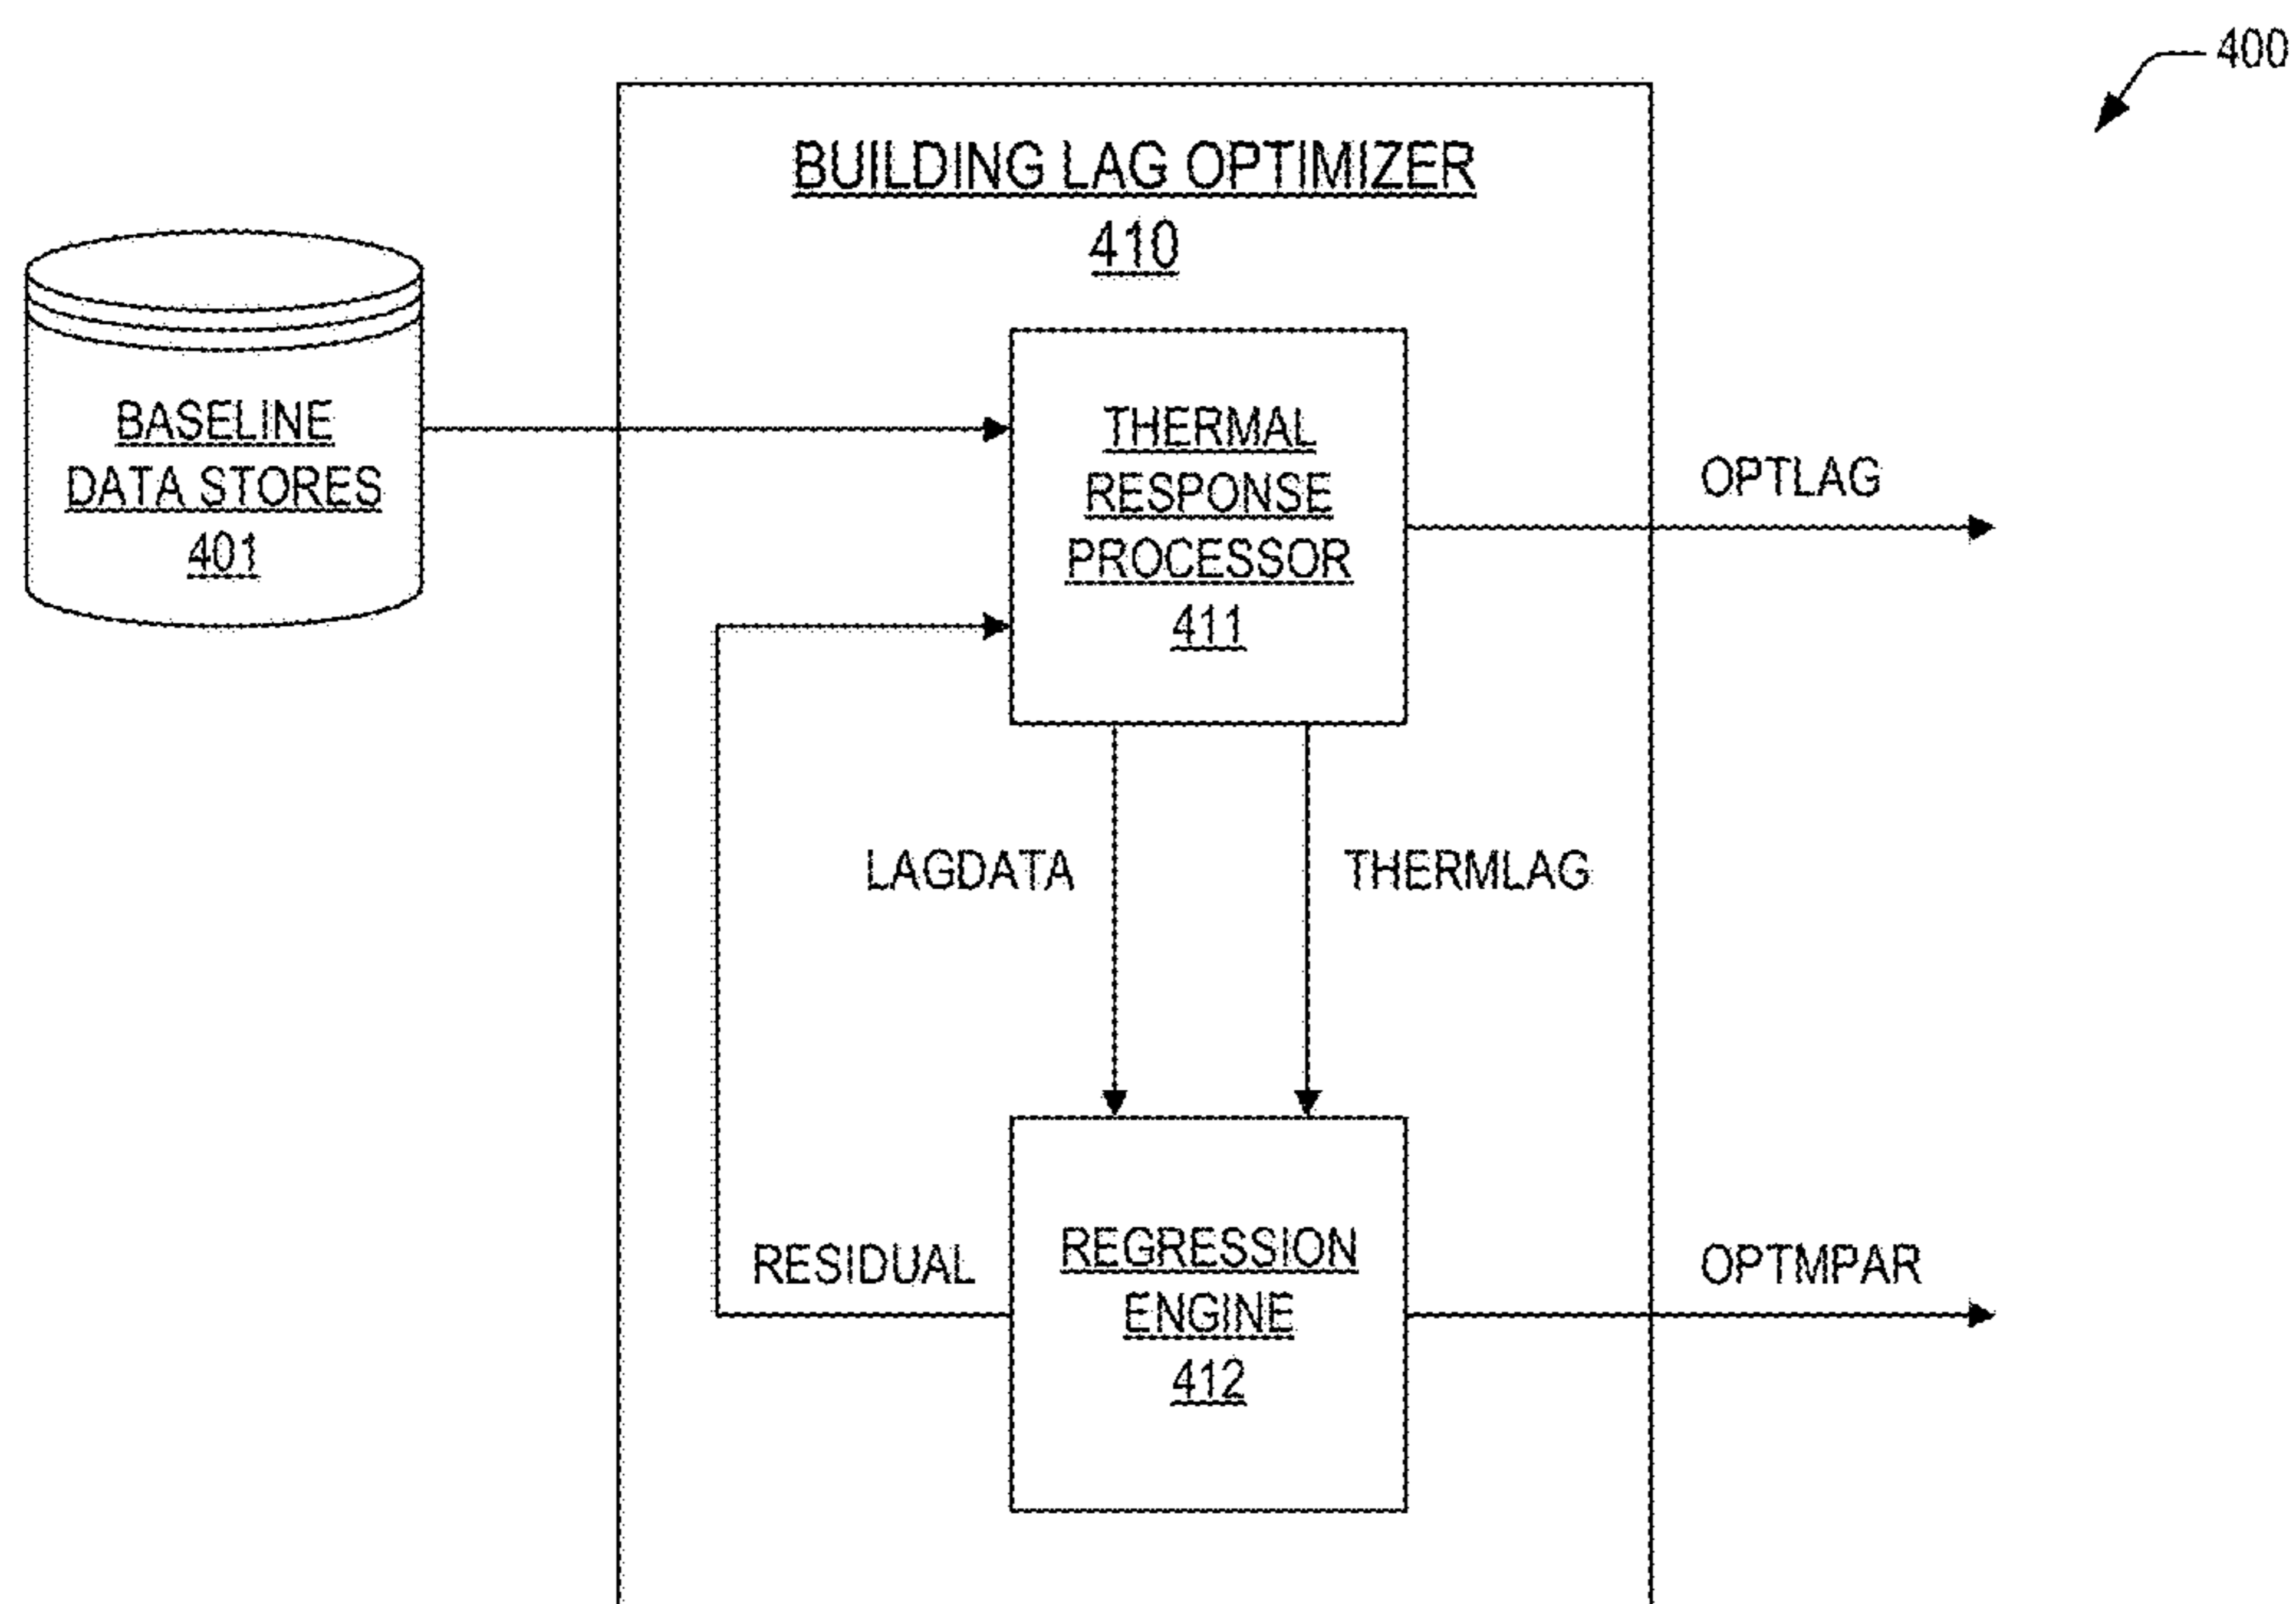 400
BUILDING LAG OPTIMIZER
410
BASELINE
DATA STORES
401
THERMAL
RESPONSE
PROCESSOR
411
OPTLAG
LAGDATA
THERMLAG
RESIDUAL
REGRESSION
ENGINE
412
OPTMPAR